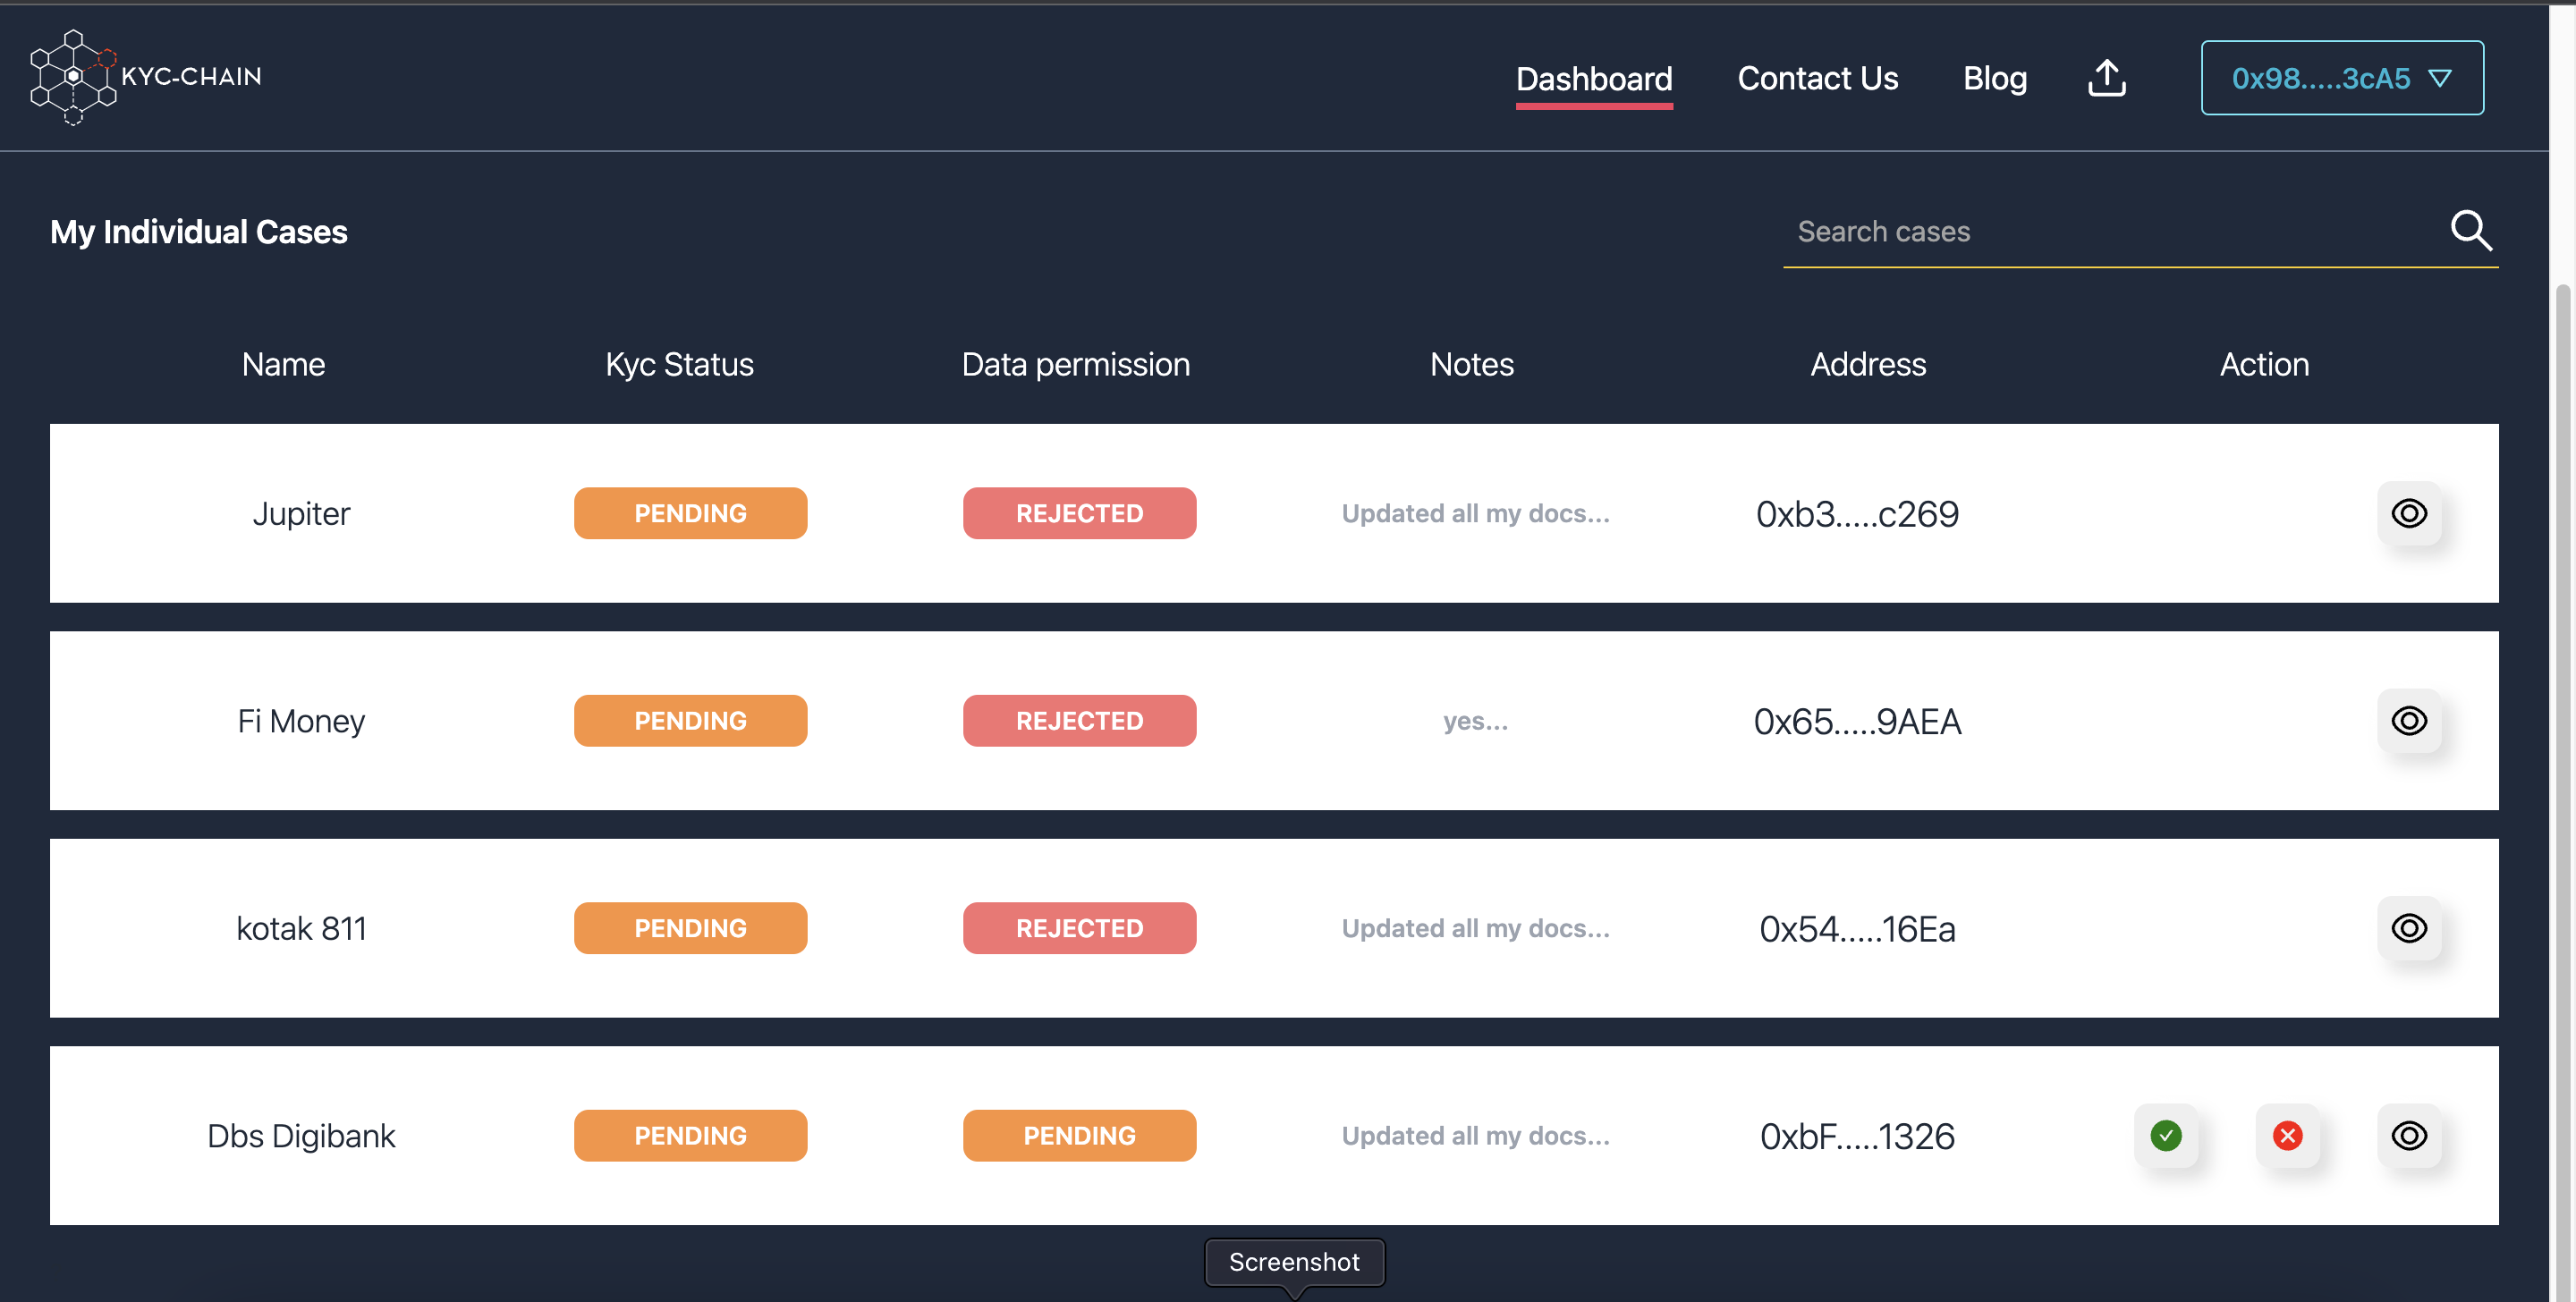 KYC-CHAIN
Dashboard Contact Us Blog 0x98.....3cA5
My Individual Cases Search cases
Name Kyc Status Data permission Notes Address Action
Jupiter PENDING REJECTED Updated all my docs... 0xb3.....c269
Fi Money PENDING REJECTED yes... 0x65.....9AEA
kotak 811 PENDING REJECTED Updated all my docs... 0x54.....16Ea
Dbs Digibank PENDING PENDING Updated all my docs... 0xbF.....1326
Screenshot